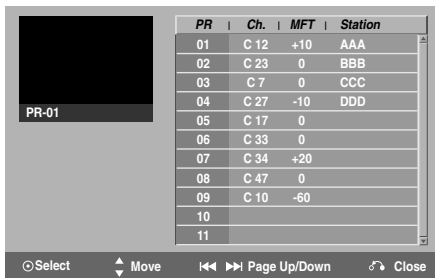 PR | Ch. | MFT | Station
01 C 12 +10 AAA
02 C 23 0 BBB
03 C 7 0 CCC
04 C 27 -10 DDD
PR-01
05 C 17 0
06 C 33 0
07 C 34 +20
08 C 47 0
09 C 10 -60
10
11
Select Move Page Up/Down Close